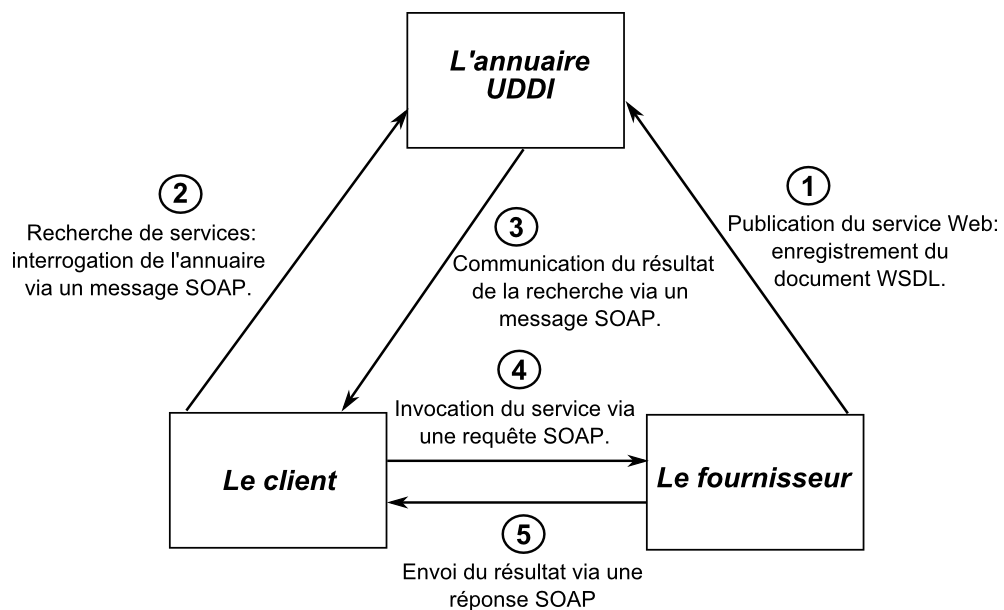 L'annuaire
UDDI
1
Publication du service Web:
enregistrement du
document WSDL.
2
Recherche de services:
interrogation de l'annuaire
via un message SOAP.
3
Communication du résultat
de la recherche via un
message SOAP.
4
Invocation du service via
une requête SOAP.
Le client
Le fournisseur
5
Envoi du résultat via une
réponse SOAP